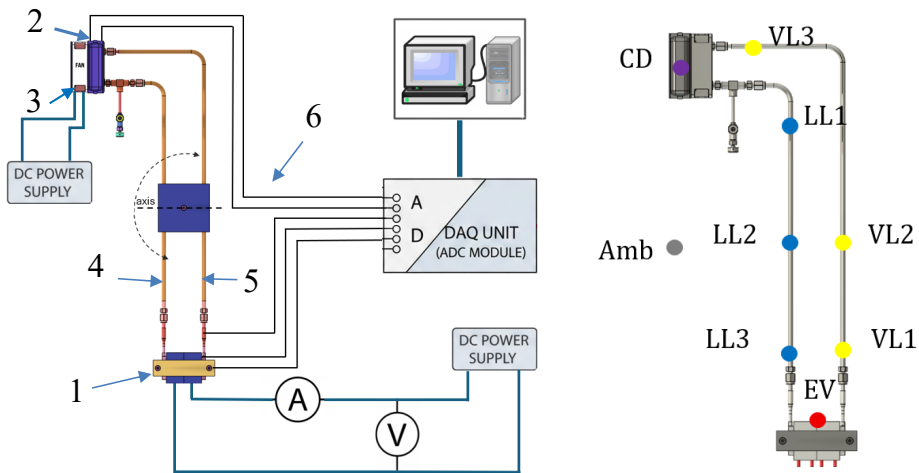 2
FAN
3
DC POWER
SUPPLY
axis
4
5
6
A
D
DAQ UNIT
(ADC MODULE)
1
A
V
DC POWER
SUPPLY
CD
VL3
LL1
LL2
VL2
Amb
LL3
VL1
EV